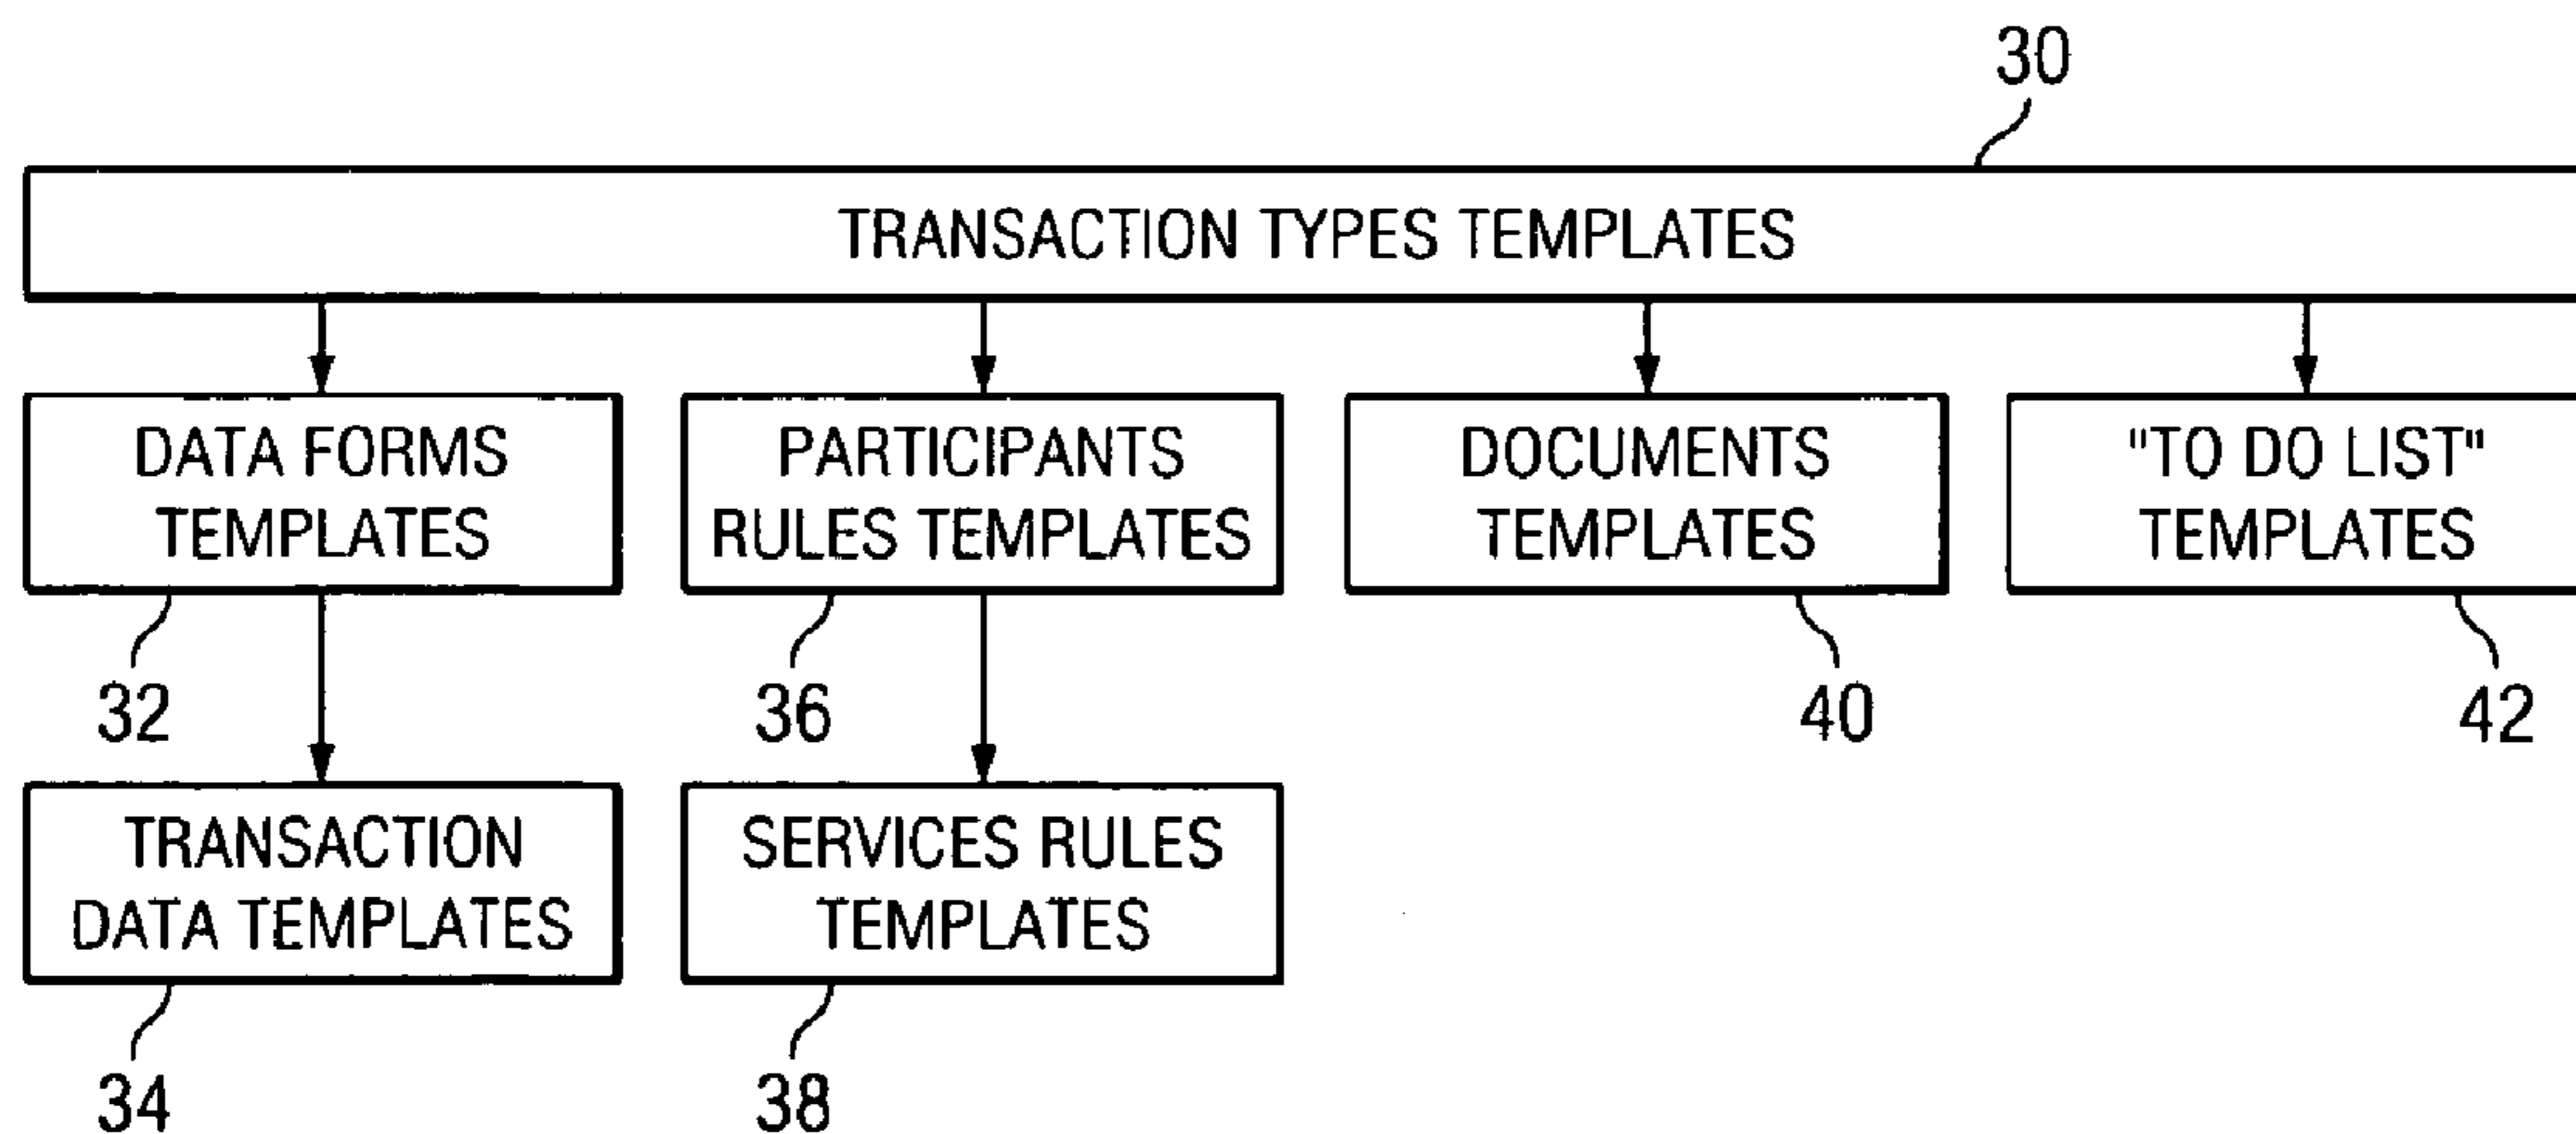 30
TRANSACTION TYPES TEMPLATES
DATA FORMS
TEMPLATES
32
PARTICIPANTS
RULES TEMPLATES
36
DOCUMENTS
TEMPLATES
40
"TO DO LIST"
TEMPLATES
42
TRANSACTION
DATA TEMPLATES
34
SERVICES RULES
TEMPLATES
38